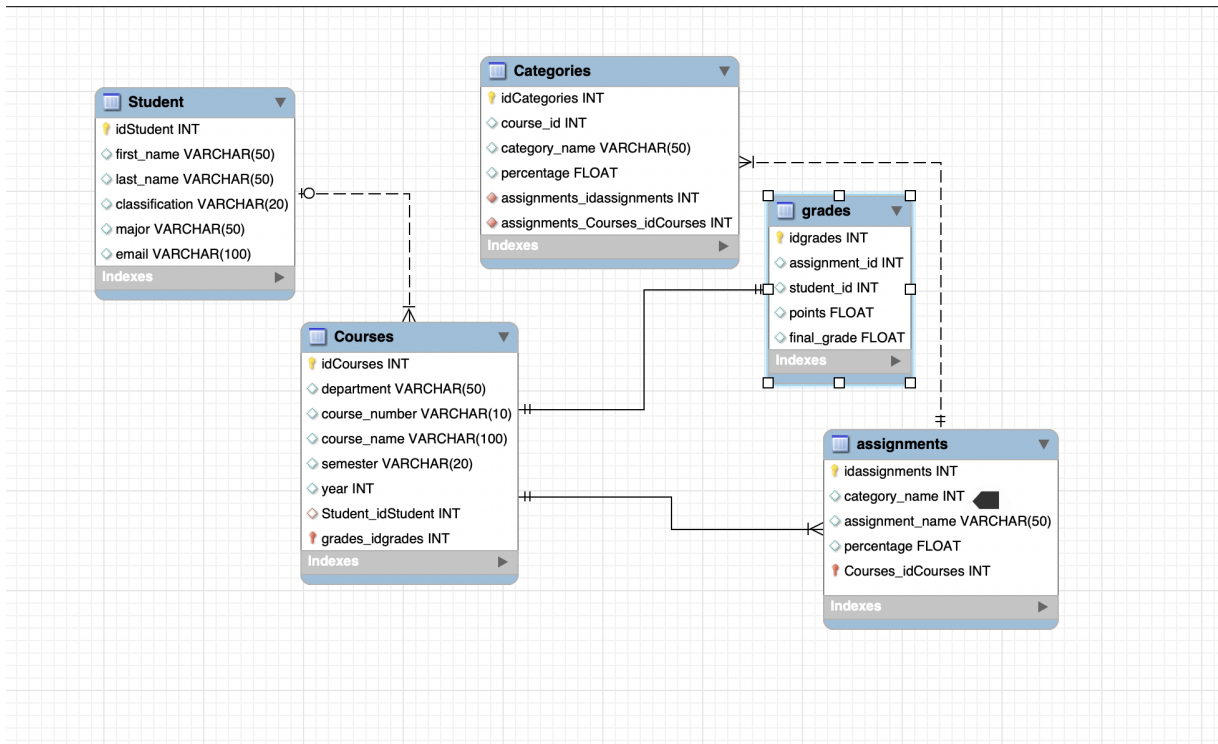 Student
idStudent INT
first_name VARCHAR(50)
last_name VARCHAR(50)
classification VARCHAR(20)
major VARCHAR(50)
email VARCHAR(100)
Indexes
Categories
idCategories INT
course_id INT
category_name VARCHAR(50)
percentage FLOAT
assignments_idassignments INT
assignments_Courses_idCourses INT
Indexes
grades
idgrades INT
assignment_id INT
student_id INT
points FLOAT
final_grade FLOAT
Indexes
Courses
idCourses INT
department VARCHAR(50)
course_number VARCHAR(10)
course_name VARCHAR(100)
semester VARCHAR(20)
year INT
Student_idStudent INT
grades_idgrades INT
Indexes
assignments
idassignments INT
category_name INT
assignment_name VARCHAR(50)
percentage FLOAT
Courses_idCourses INT
Indexes